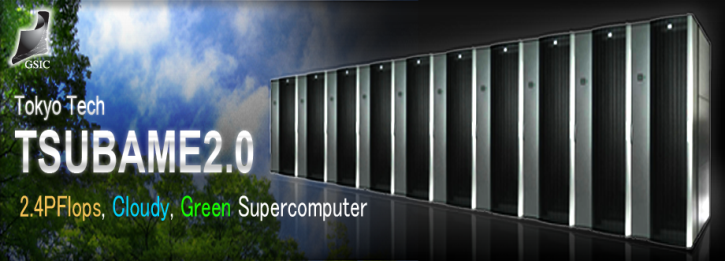 GSIC
Tokyo Tech
TSUBAME2.0
2.4PFlops, Cloudy, Green Supercomputer